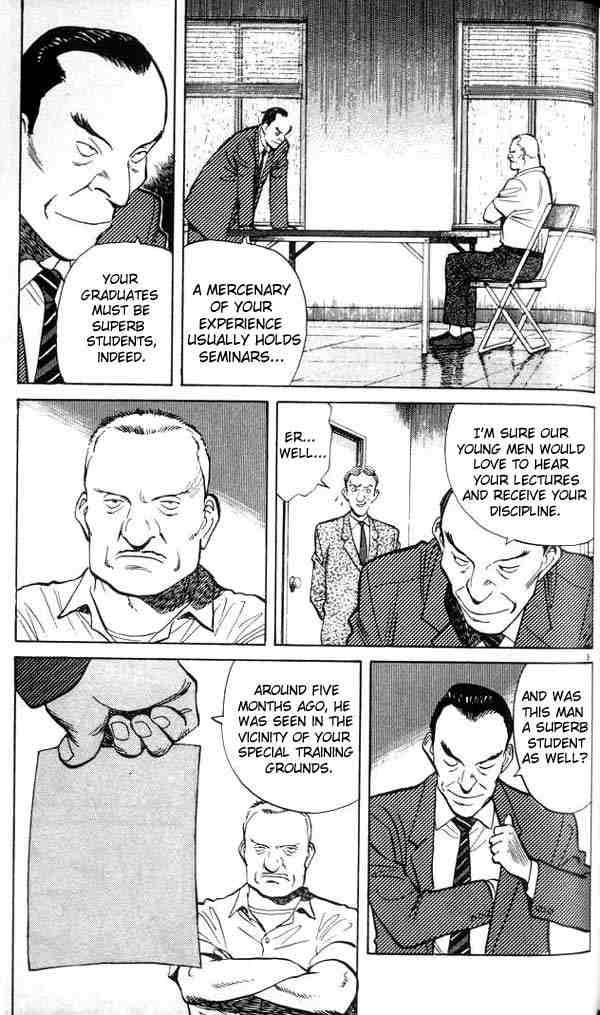 A MERCENARY
OF YOUR
EXPERIENCE
USUALLY HOLDS
SEMINARS...
YOUR
GRADUATES
MUST BE
SUPERB
STUDENTS,
INDEED.
I'M SURE OUR
YOUNG MEN WOULD
LOVE TO HEAR
YOUR LECTURES
AND RECEIVE YOUR
DISCIPLINE.
ER...
WELL...
AND WAS
THIS MAN
A SUPERB
STUDENT
AS WELL?
AROUND FIVE
MONTHS AGO, HE
WAS SEEN IN THE
VICINITY OF YOUR
SPECIAL TRAINING
GROUNDS.